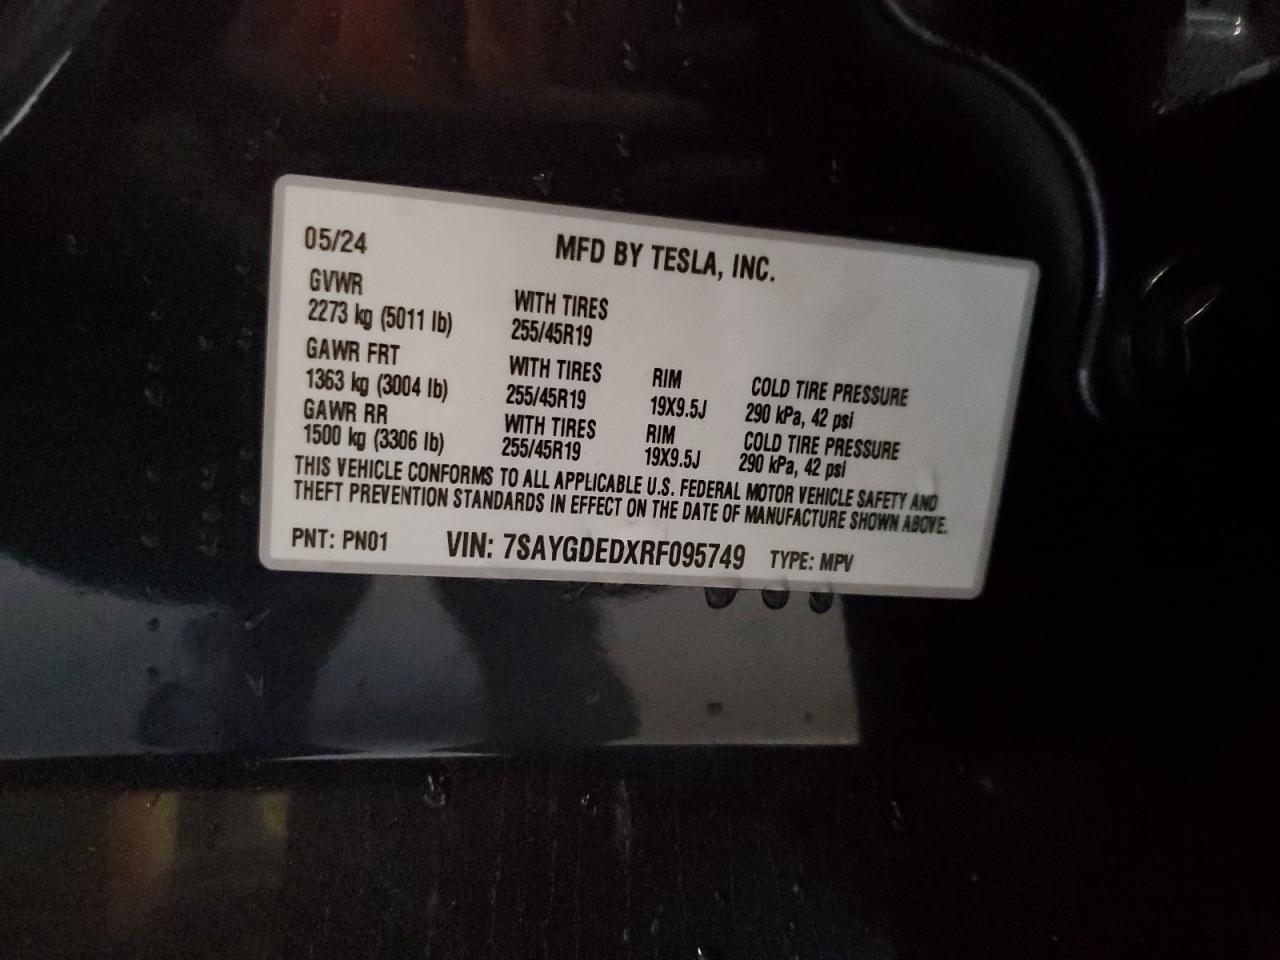 05/24 MFD BY TESLA, INC.
GVWR
2273 kg (5011 lb) WITH TIRES
255/45R19
GAWR FRT
1363 kg (3004 lb) WITH TIRES
255/45R19 RIM
19X9.5J COLD TIRE PRESSURE
290 kPa, 42 psi
GAWR RR
1500 kg (3306 lb) WITH TIRES
255/45R19 RIM
19X9.5J COLD TIRE PRESSURE
290 kPa, 42 psi
THIS VEHICLE CONFORMS TO ALL APPLICABLE U.S. FEDERAL MOTOR VEHICLE SAFETY AND
THEFT PREVENTION STANDARDS IN EFFECT ON THE DATE OF MANUFACTURE SHOWN ABOVE.
PNT: PN01 VIN: 7SAYGDEDXRF095749 TYPE: MPV